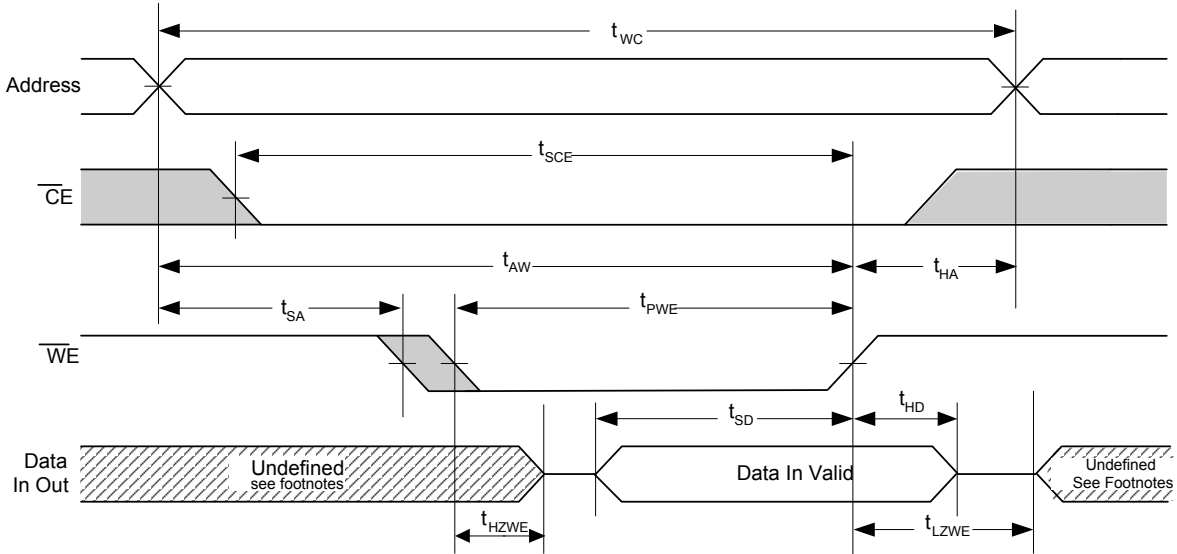 t_WC
Address
t_SCE
CE
t_AW
t_HA
t_SA
t_PWE
WE
t_SD
t_HD
Data
In Out
Undefined
see footnotes
Data In Valid
Undefined
See Footnotes
t_HZWE
t_LZWE